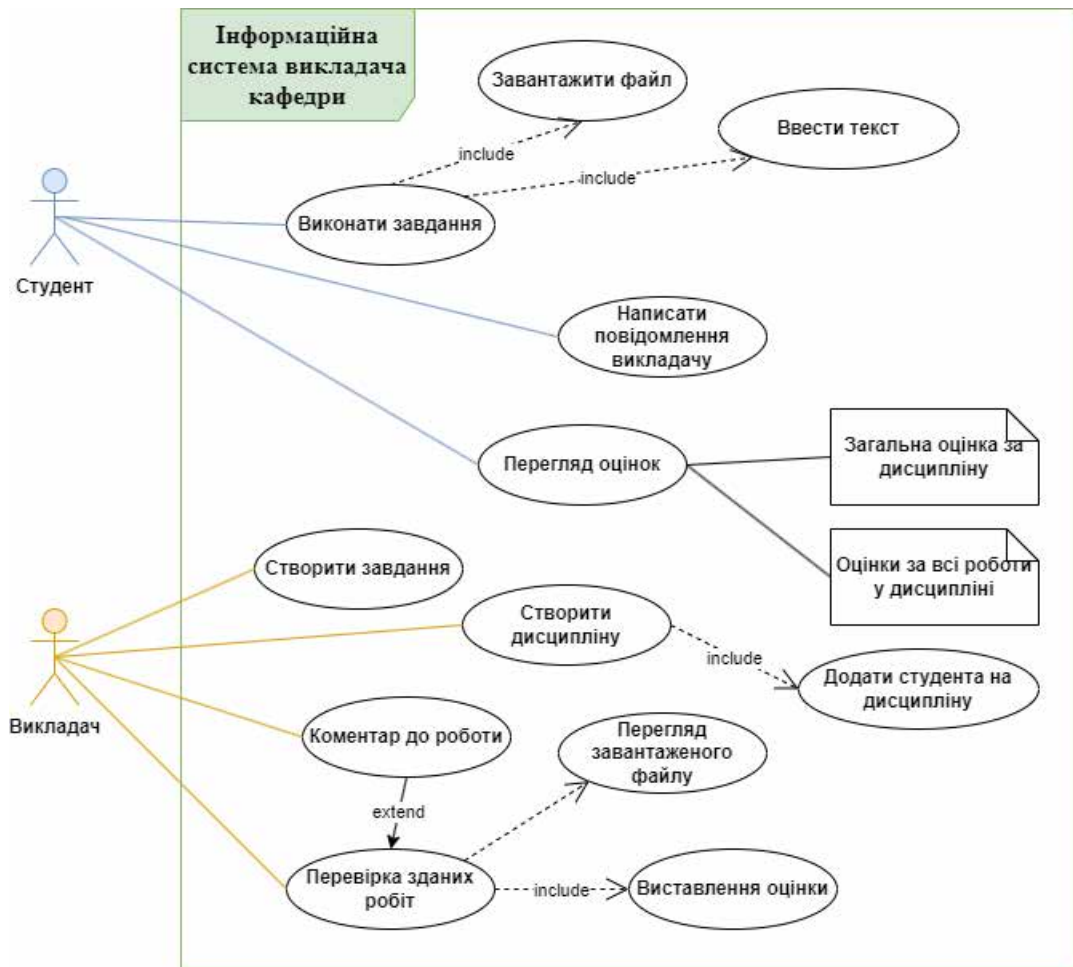 Інформаційна
система викладача
кафедри
Завантажити файл
Ввести текст
include
include
Виконати завдання
Студент
Написати
повідомлення
викладачу
Загальна оцінка за
дисципліну
Перегляд оцінок
Оцінки за всі роботи
у дисципліні
Створити завдання
Створити
дисципліну
include
Додати студента на
дисципліну
Викладач
Коментар до роботи
Перегляд
завантаженого
файлу
extend
Перевірка зданих
робіт
include
Виставлення оцінки